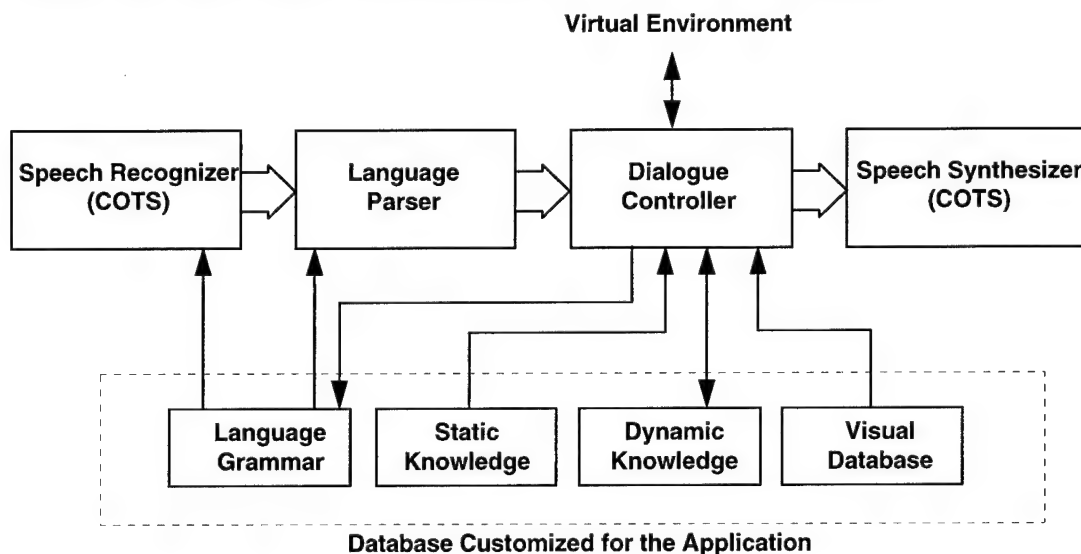 Virtual Environment
Speech Recognizer
(COTS)
Language
Parser
Dialogue
Controller
Speech Synthesizer
(COTS)
Language
Grammar
Static
Knowledge
Dynamic
Knowledge
Visual
Database
Database Customized for the Application